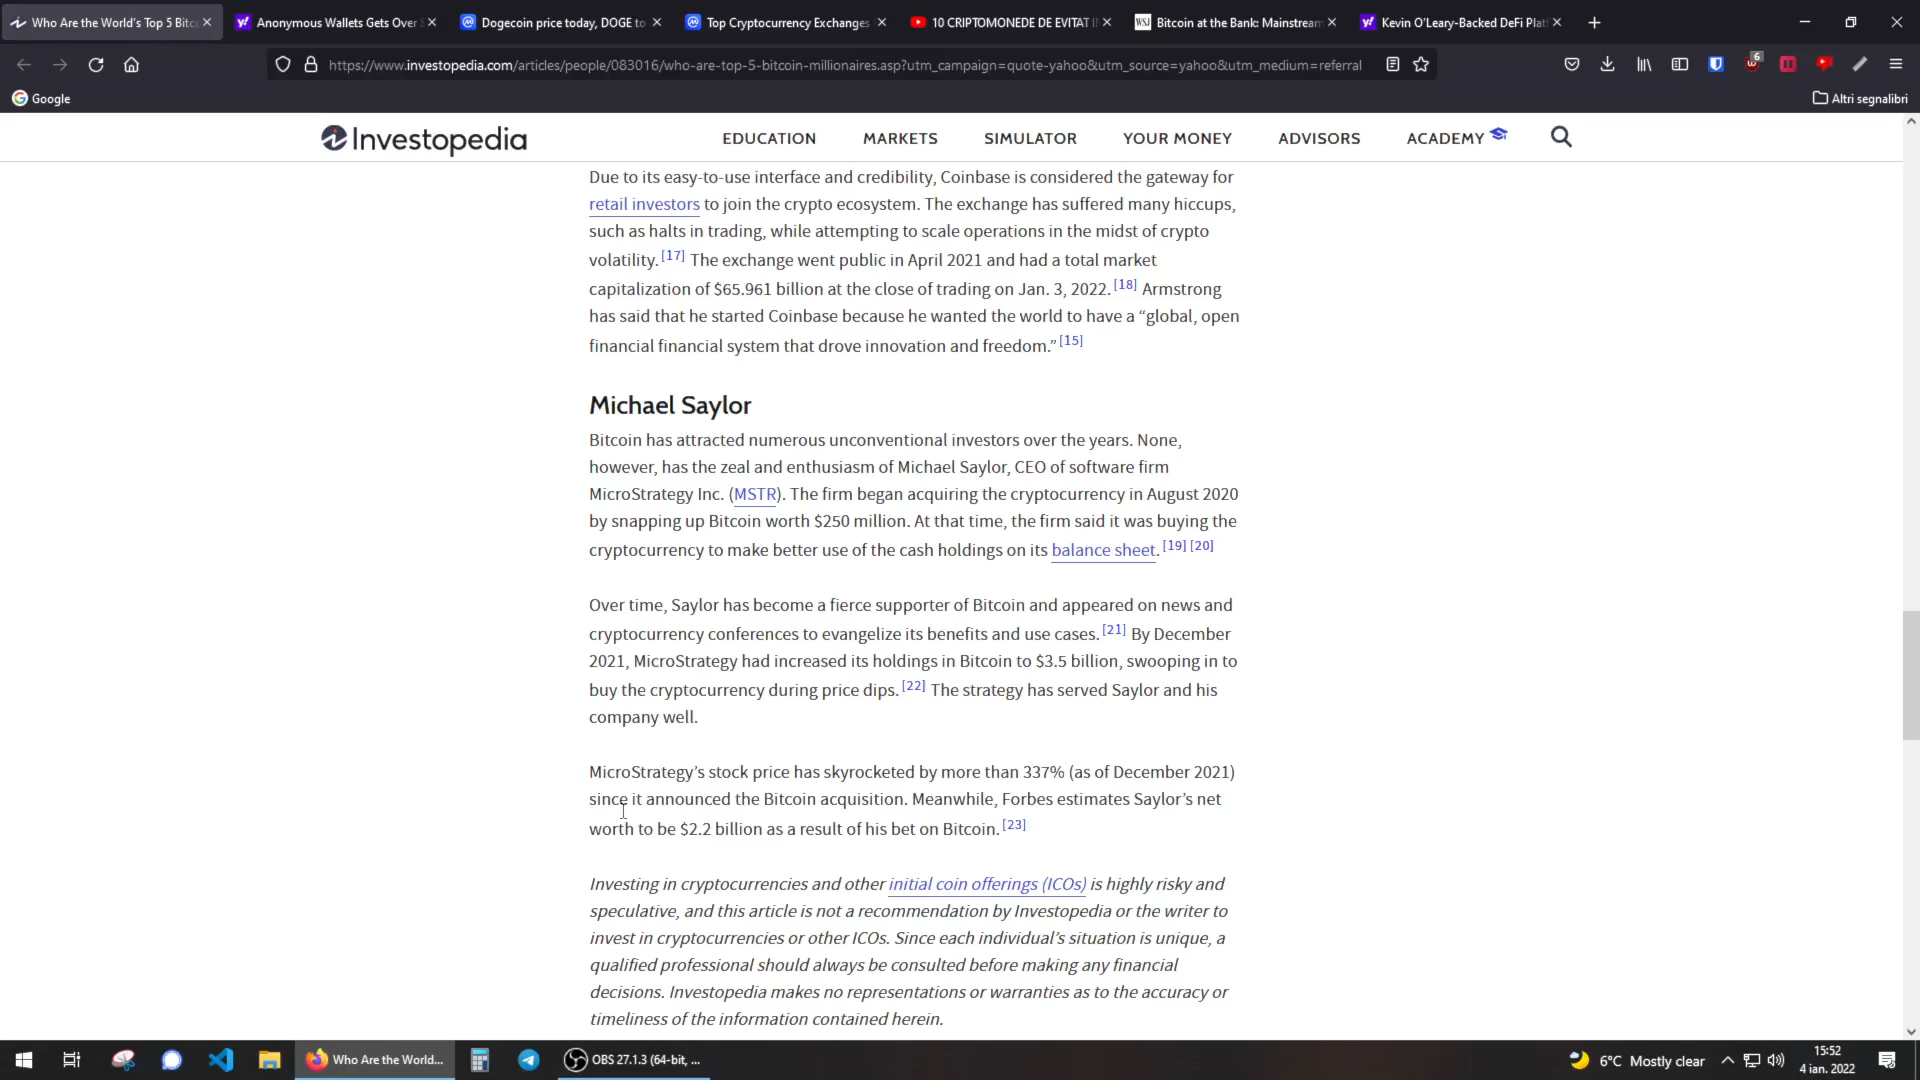 Who Are the World's Top 5 Bitc
Anonymous Wallets Gets Over
Dogecoin price today, DOGE to
Top Cryptocurrency Exchanges
10 CRIPTOMONEDE DE EVITAT Î
WSJ Bitcoin at the Bank: Mainstream
Kevin O'Leary-Backed DeFi Plat
https://www.investopedia.com/articles/people/083016/who-are-top-5-bitcoin-millionaires.asp?utm_campaign=quote-yahoo&utm_source=yahoo&utm_medium=referral
6
Google
Altri segnalibri
Investopedia
EDUCATION
MARKETS
SIMULATOR
YOUR MONEY
ADVISORS
ACADEMY
Due to its easy-to-use interface and credibility, Coinbase is considered the gateway for
retail investors to join the crypto ecosystem. The exchange has suffered many hiccups,
such as halts in trading, while attempting to scale operations in the midst of crypto
volatility. [17] The exchange went public in April 2021 and had a total market
capitalization of $65.961 billion at the close of trading on Jan. 3, 2022. [18] Armstrong
has said that he started Coinbase because he wanted the world to have a “global, open
financial financial system that drove innovation and freedom.” [15]
Michael Saylor
Bitcoin has attracted numerous unconventional investors over the years. None,
however, has the zeal and enthusiasm of Michael Saylor, CEO of software firm
MicroStrategy Inc. (MSTR). The firm began acquiring the cryptocurrency in August 2020
by snapping up Bitcoin worth $250 million. At that time, the firm said it was buying the
cryptocurrency to make better use of the cash holdings on its balance sheet. [19] [20]
Over time, Saylor has become a fierce supporter of Bitcoin and appeared on news and
cryptocurrency conferences to evangelize its benefits and use cases. [21] By December
2021, MicroStrategy had increased its holdings in Bitcoin to $3.5 billion, swooping in to
buy the cryptocurrency during price dips. [22] The strategy has served Saylor and his
company well.
MicroStrategy’s stock price has skyrocketed by more than 337% (as of December 2021)
since it announced the Bitcoin acquisition. Meanwhile, Forbes estimates Saylor’s net
worth to be $2.2 billion as a result of his bet on Bitcoin. [23]
Investing in cryptocurrencies and other initial coin offerings (ICOs) is highly risky and
speculative, and this article is not a recommendation by Investopedia or the writer to
invest in cryptocurrencies or other ICOs. Since each individual’s situation is unique, a
qualified professional should always be consulted before making any financial
decisions. Investopedia makes no representations or warranties as to the accuracy or
timeliness of the information contained herein.
Who Are the World...
OBS 27.1.3 (64-bit, ...
6°C Mostly clear
15:52
4 ian. 2022